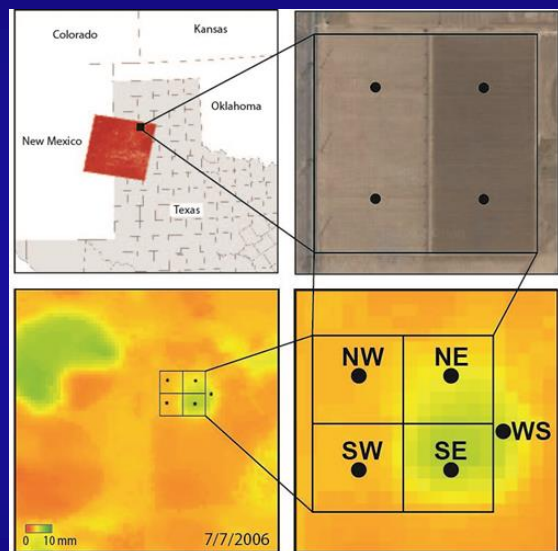 Colorado
Kansas
Oklahoma
New Mexico
Texas
0 10 mm
7/7/2006
NW
NE
WS
SW
SE